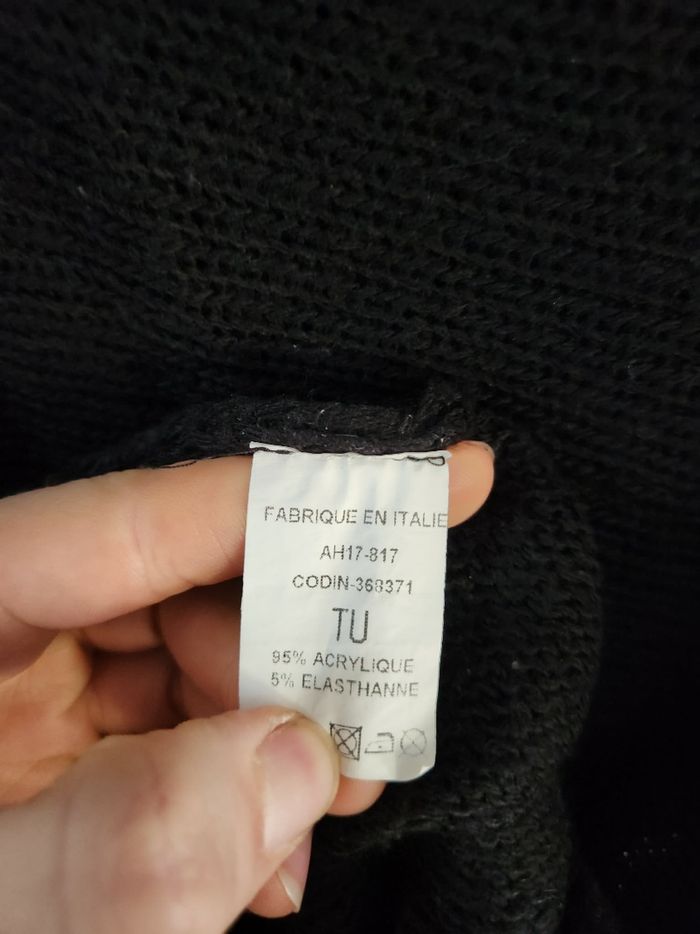 FABRIQUE EN ITALIE
AH17-817
CODIN-368371
TU
95% ACRYLIQUE
5% ELASTHANNE